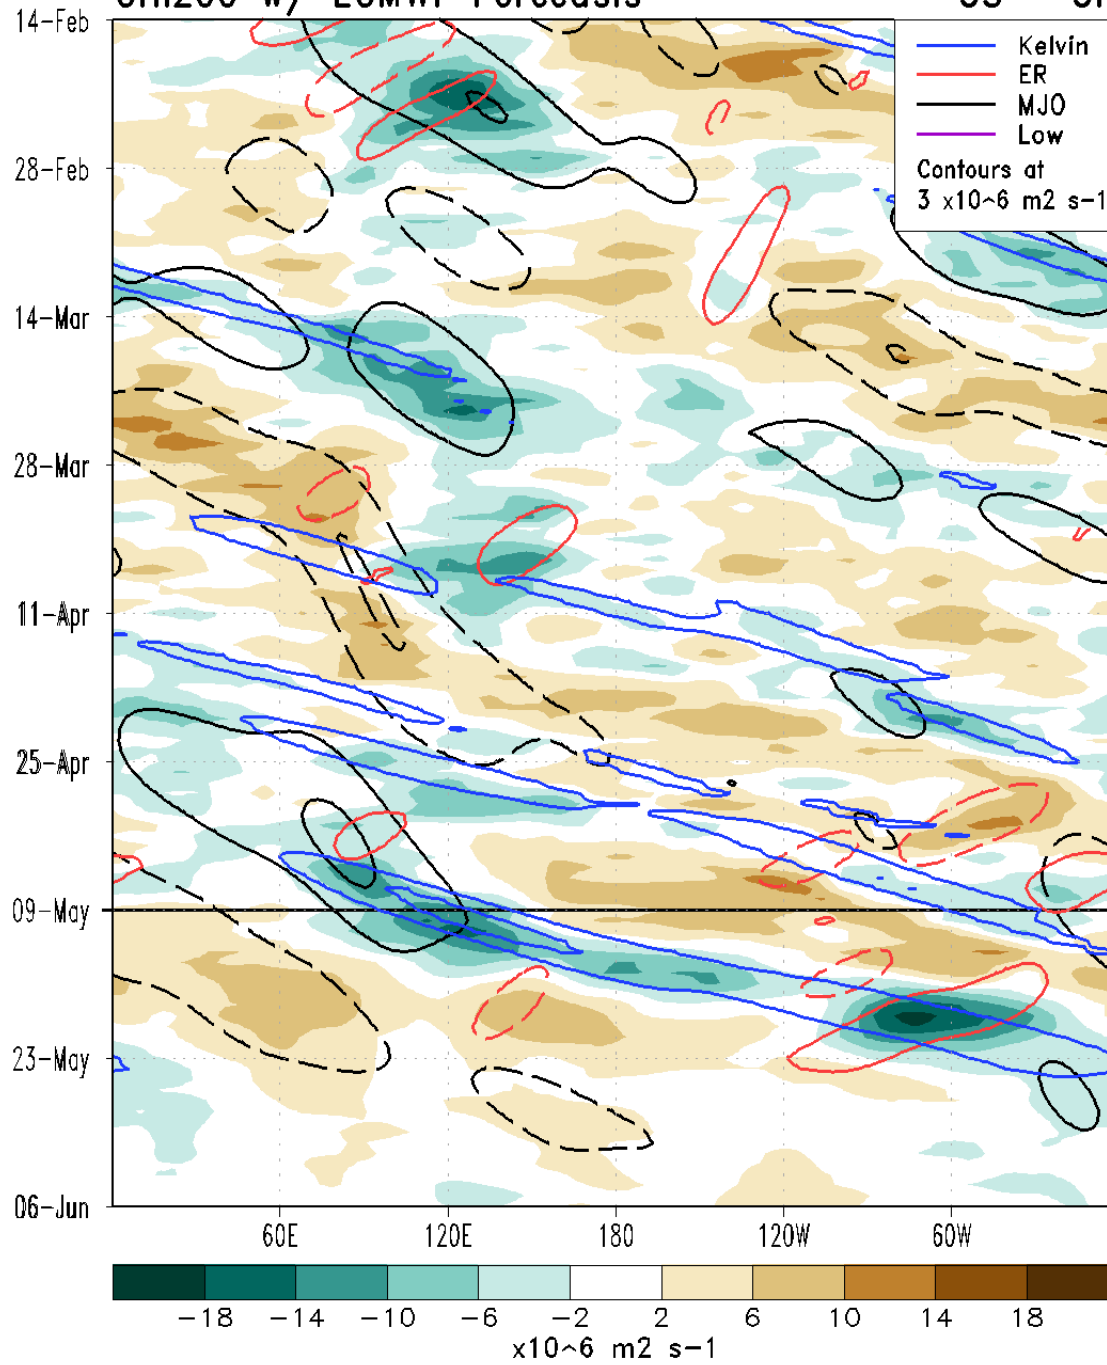 14-Feb
Kelvin
ER
MJO
Low
Contours at
3 x10^6 m2 s-1
28-Feb
14-Mar
28-Mar
11-Apr
25-Apr
09-May
23-May
06-Jun
60E 120E 180 120W 60W
-18 -14 -10 -6 -2 2 6 10 14 18
x10^6 m2 s-1